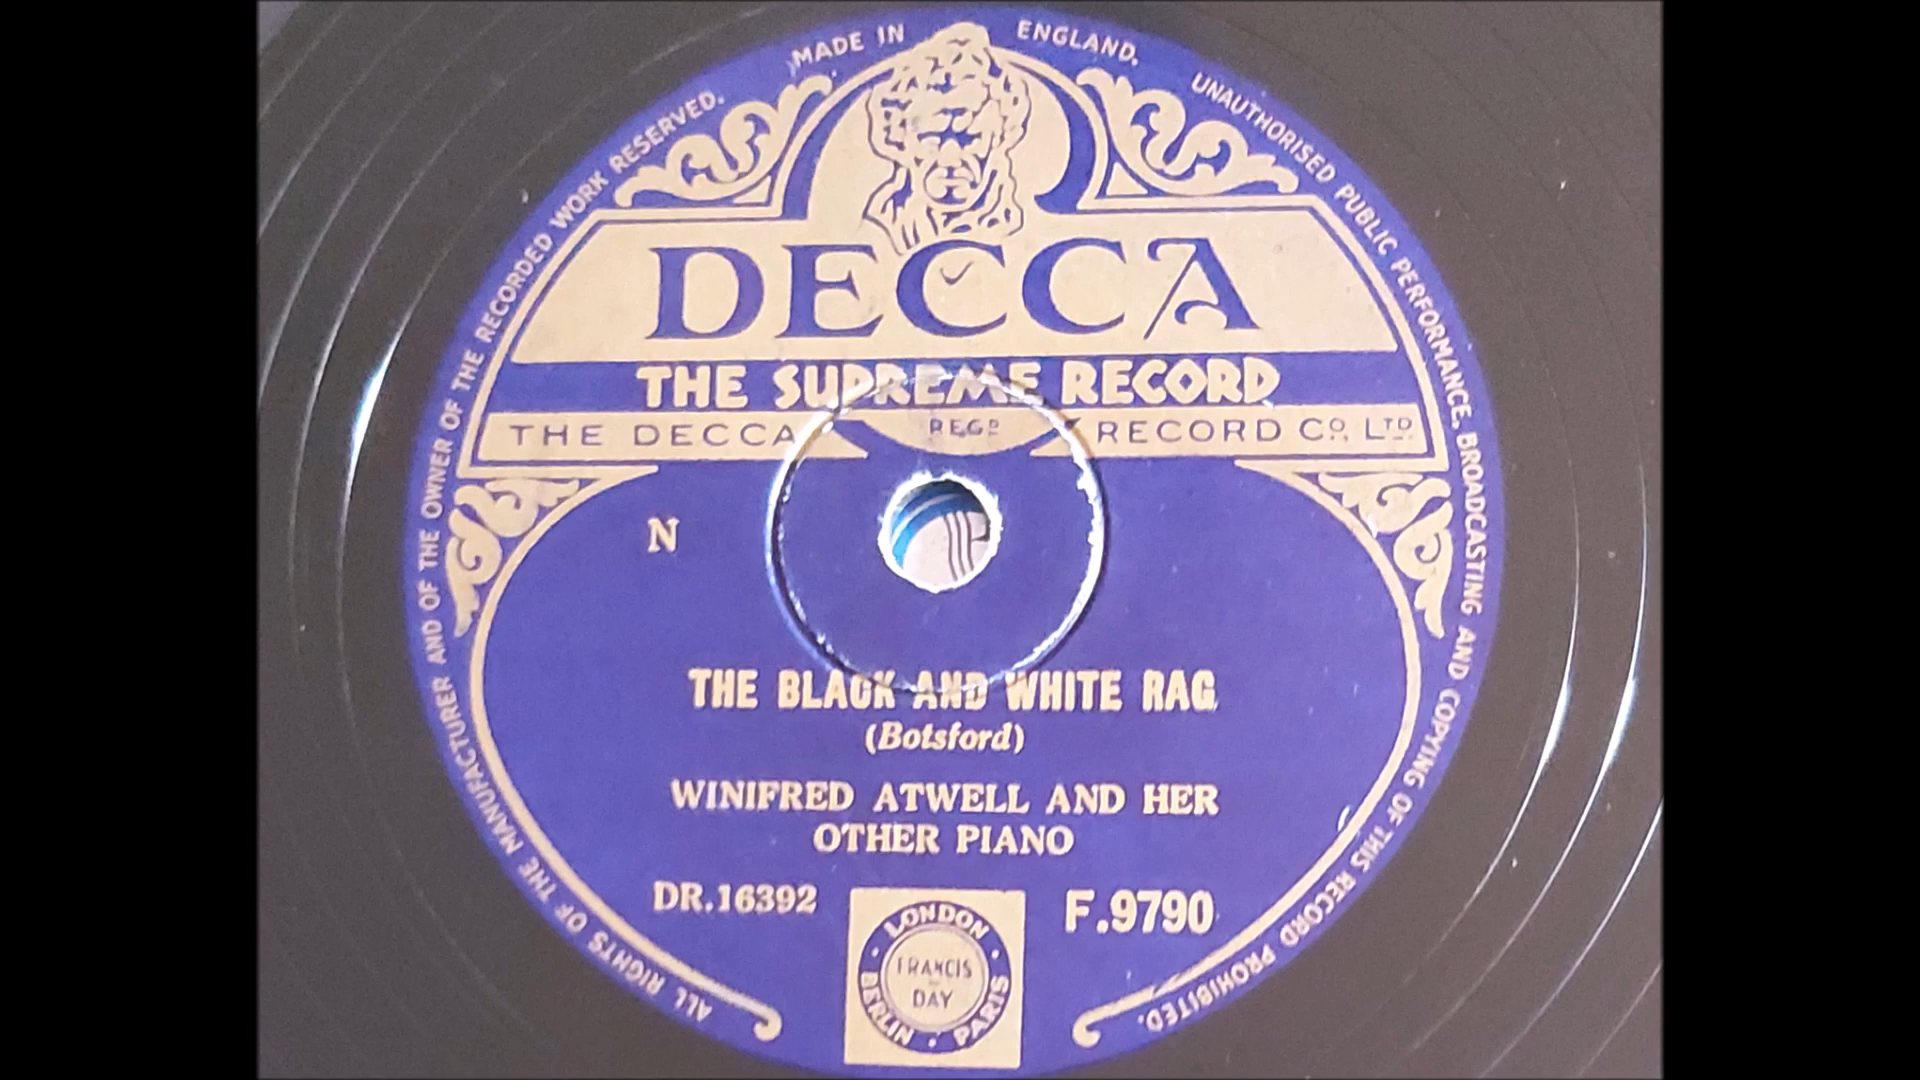 MADE IN ENGLAND.
UNAUTHORISED PUBLIC PERFORMANCE, BROADCASTING AND COPYING OF THIS RECORD PROHIBITED.
ALL RIGHTS OF THE MANUFACTURER AND OF THE OWNER OF THE RECORDED WORK RESERVED.
DECCA
THE SUPREME RECORD
THE DECCA REGD RECORD CO. LTD.
N
THE BLACK AND WHITE RAG
(Botsford)
WINIFRED ATWELL AND HER
OTHER PIANO
DR.16392 F.9790
LONDON
FRANCIS
DAY
BERLIN · PARIS